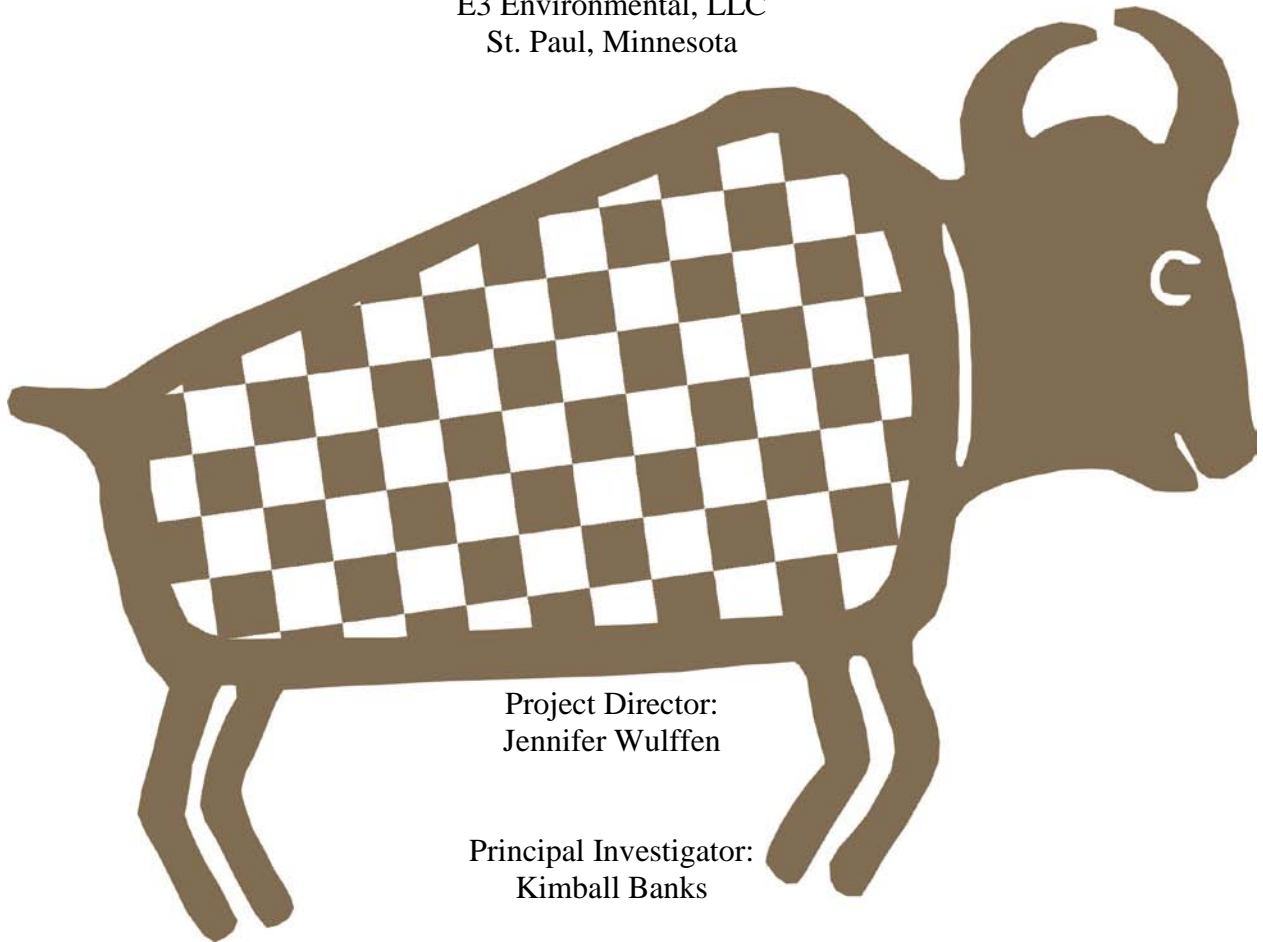 E3 Environmental, LLC
St. Paul, Minnesota
Project Director:
Jennifer Wulffen
Principal Investigator:
Kimball Banks